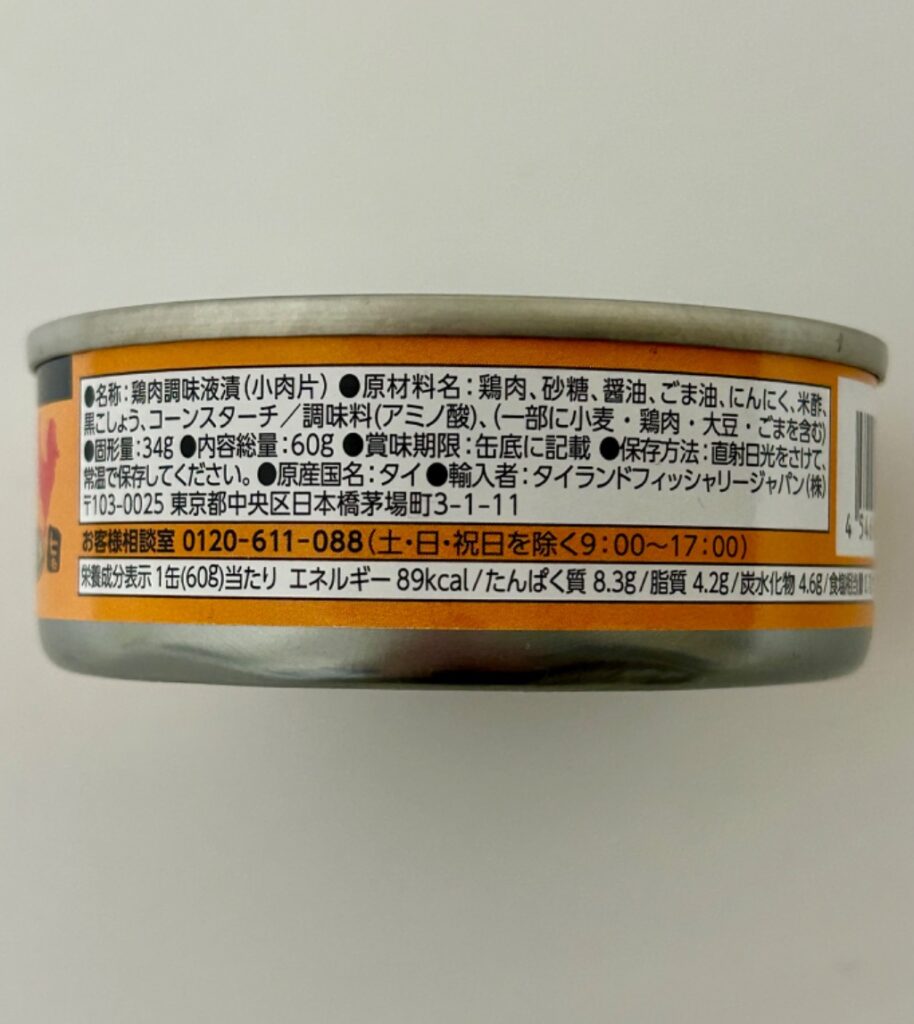 ●名称:鶏肉調味液漬(小肉片) ●原材料名:鶏肉、砂糖、醤油、ごま油、にんにく、米酢、
黒こしょう、コーンスターチ/調味料(アミノ酸)、(一部に小麦・鶏肉・大豆・ごまを含む)
●固形量:34g ●内容総量:60g ●賞味期限:缶底に記載 ●保存方法:直射日光をさけて、
常温で保存してください。 ●原産国名:タイ ●輸入者:タイランドフィッシャリージャパン(株)
〒103-0025 東京都中央区日本橋茅場町3-1-11
お客様相談室 0120-611-088(土・日・祝日を除く9:00〜17:00)
栄養成分表示 1缶(60g)当たり エネルギー 89kcal/たんぱく質 8.3g/脂質 4.2g/炭水化物 4.6g/食塩相当量